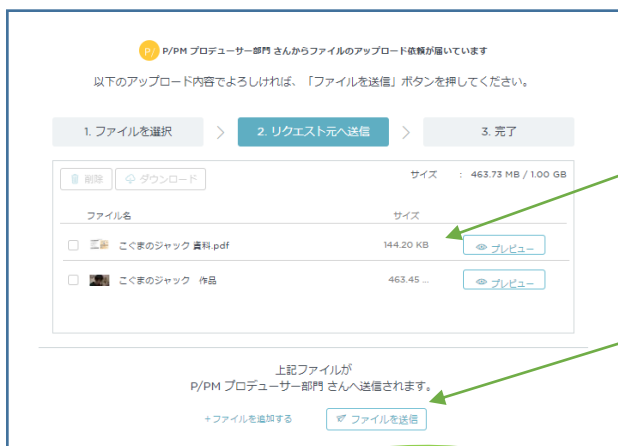 P/ P/PM プロデューサー部門 さんからファイルのアップロード依頼が届いています
以下のアップロード内容でよろしければ、「ファイルを送信」ボタンを押してください。
1. ファイルを選択 > 2. リクエスト元へ送信 > 3. 完了
削除 ダウンロード サイズ : 463.73 MB / 1.00 GB
ファイル名 サイズ
こぐまのジャック 資料.pdf 144.20 KB プレビュー
こぐまのジャック 作品 463.45 ... プレビュー
上記ファイルが
P/PM プロデューサー部門 さんへ送信されます。
+ファイルを追加する ファイルを送信